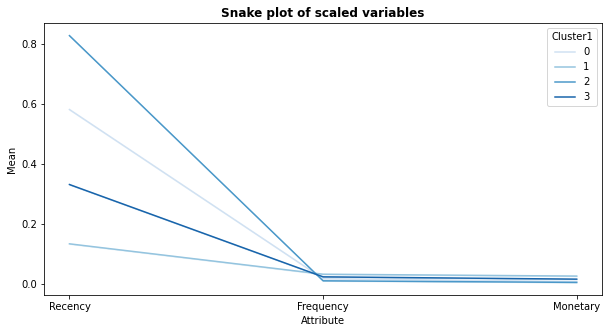 Snake plot of scaled variables
Cluster1
0
1
2
3
0.8
0.6
0.4
0.2
0.0
Mean
Recency Frequency Monetary
Attribute